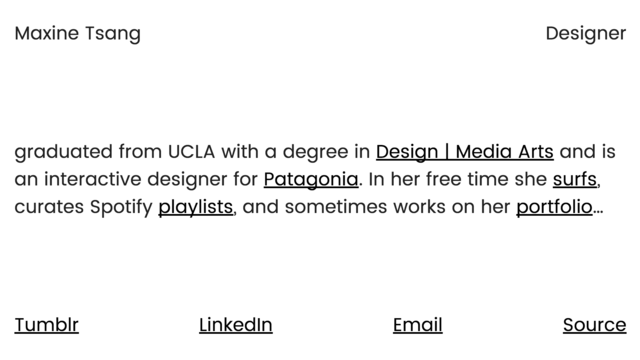 Maxine Tsang
Designer
graduated from UCLA with a degree in Design | Media Arts and is
an interactive designer for Patagonia. In her free time she surfs,
curates Spotify playlists, and sometimes works on her portfolio...
Tumblr
LinkedIn
Email
Source